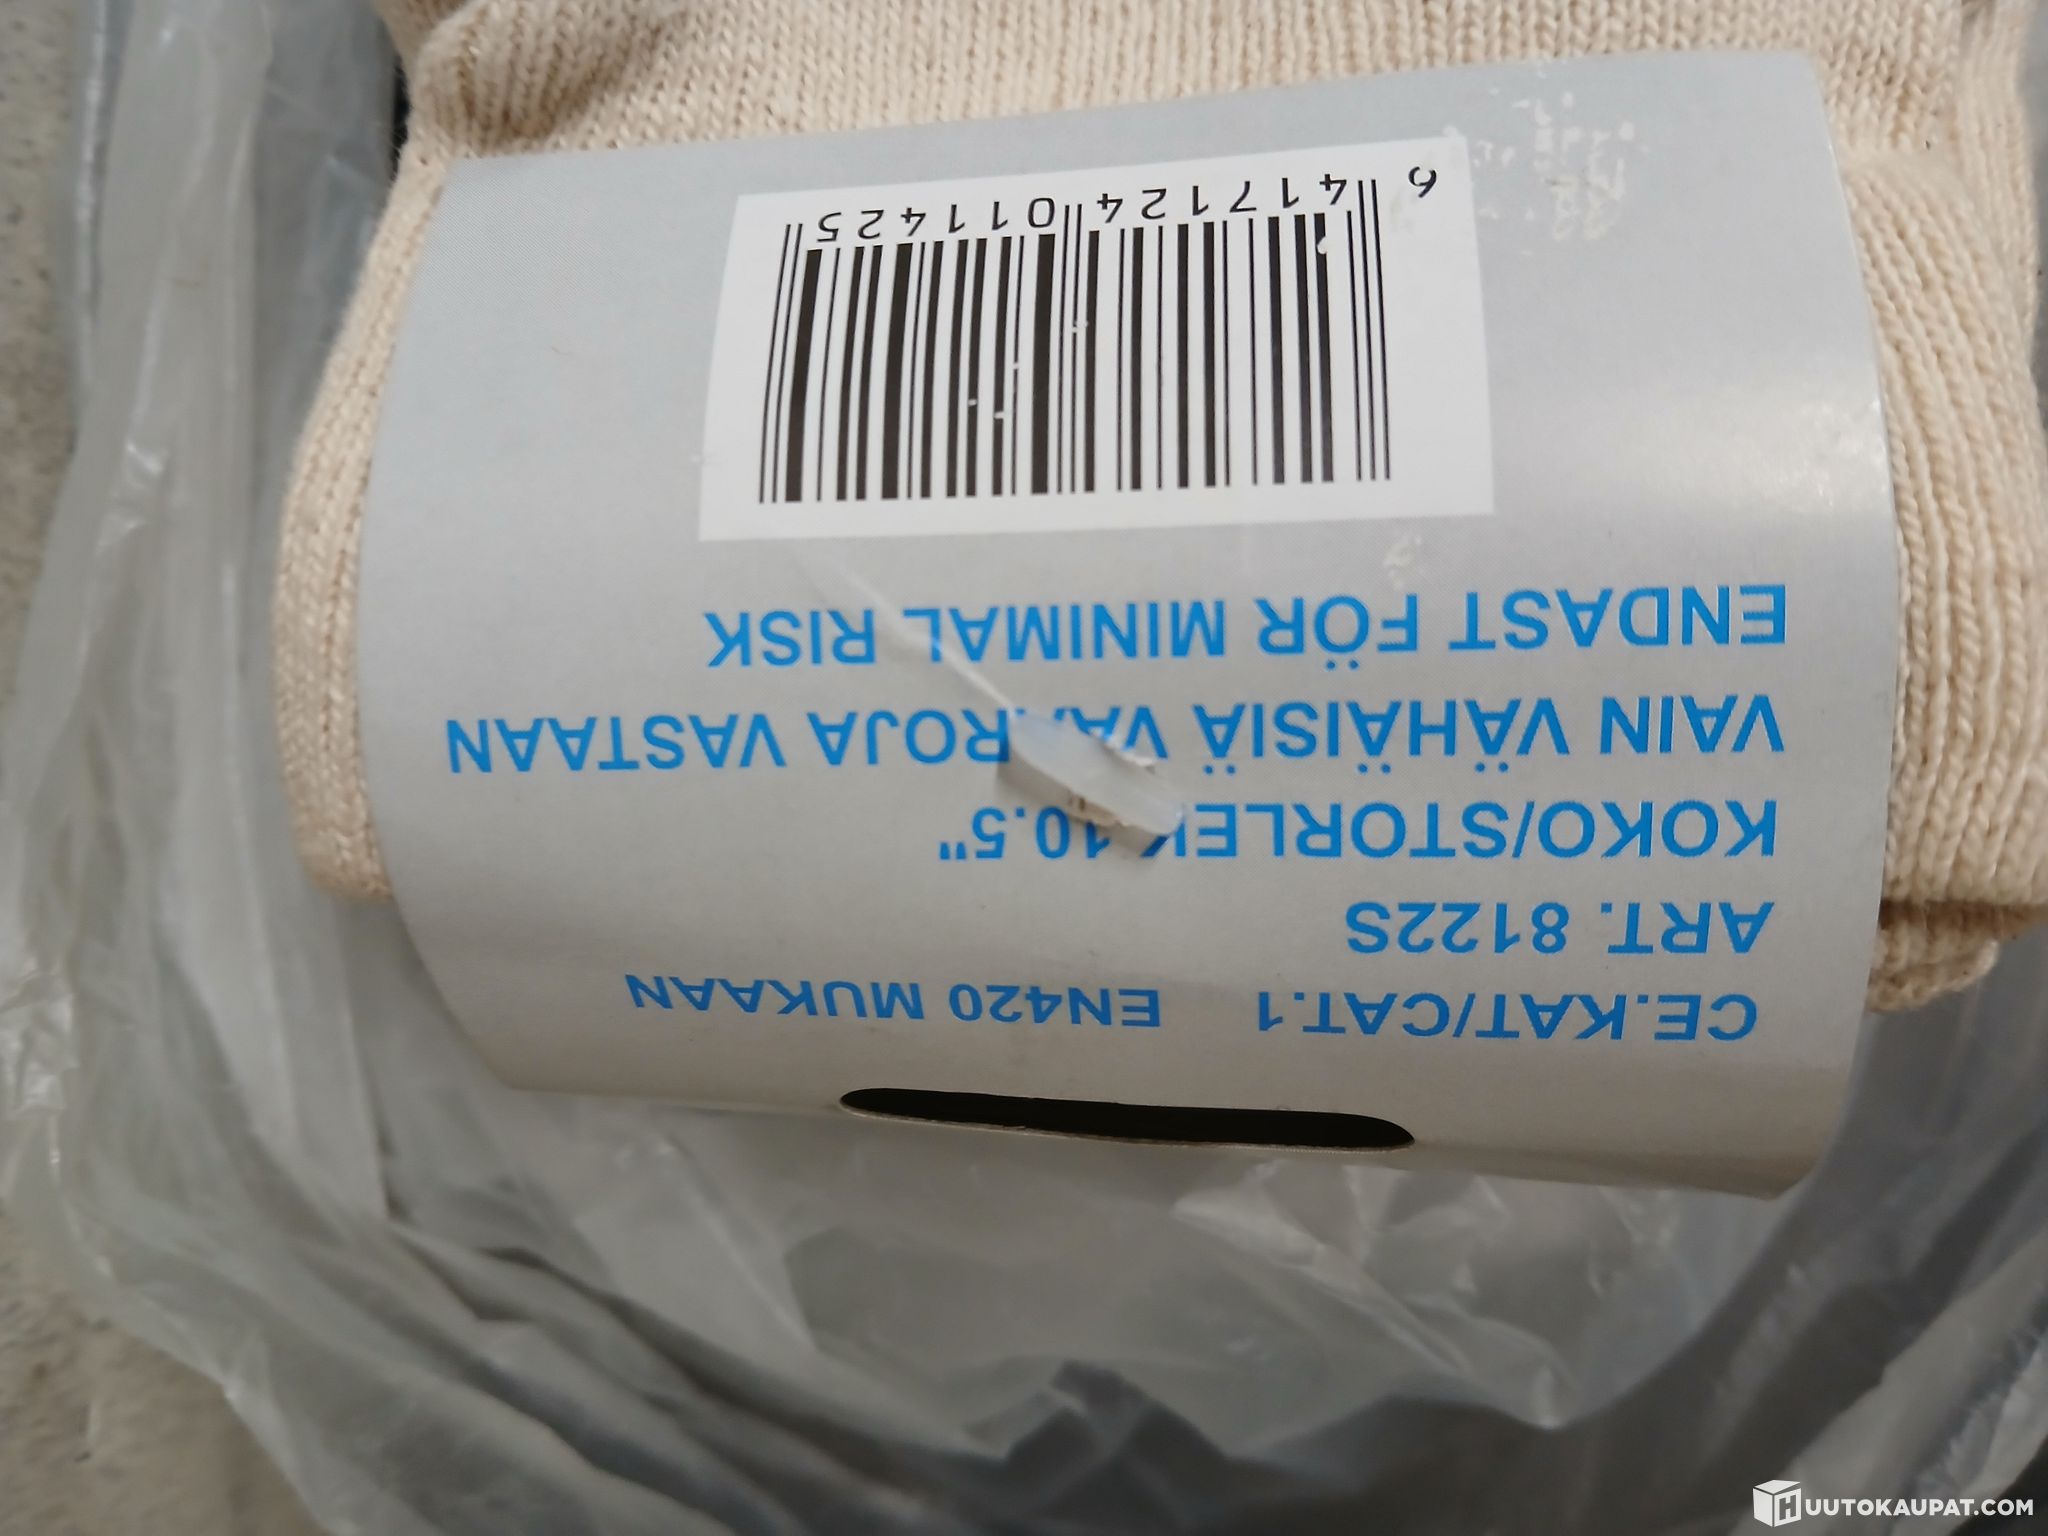 CE.KAT/CAT.1 EN420 MUKAAN
ART. 8122S
KOKO/STORLEK 10.5"
VAIN VÄHÄISIÄ VAAROJA VASTAAN
ENDAST FÖR MINIMAL RISK
6 417124 011425
HUUTOKAUPAT.COM